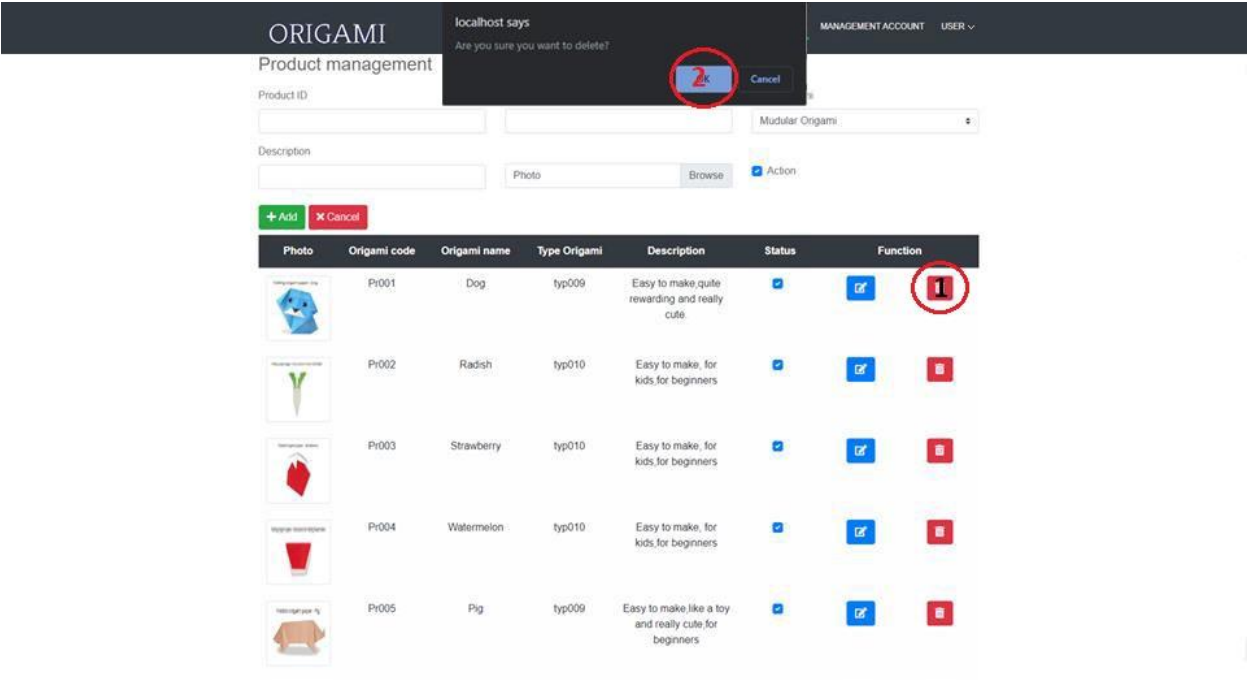 localhost says
ORIGAMI
MANAGEMENT ACCOUNT USER
Are you sure you want to delete?
Product management
2
Cancel
Product ID
Mudular Origami
Description
Photo Browse Action
Add Cancel
Photo Origami code Origami name Type Origami Description Status Function
Pr001 Dog typ009 Easy to make,quite
rewarding and really
cute.
1
Pr002 Radish typ010 Easy to make, for
kids,for beginners
Pr003 Strawberry typ010 Easy to make, for
kids,for beginners
Pr004 Watermelon typ010 Easy to make, for
kids,for beginners
Pr005 Pig typ009 Easy to make,like a toy
and really cute,for
beginners